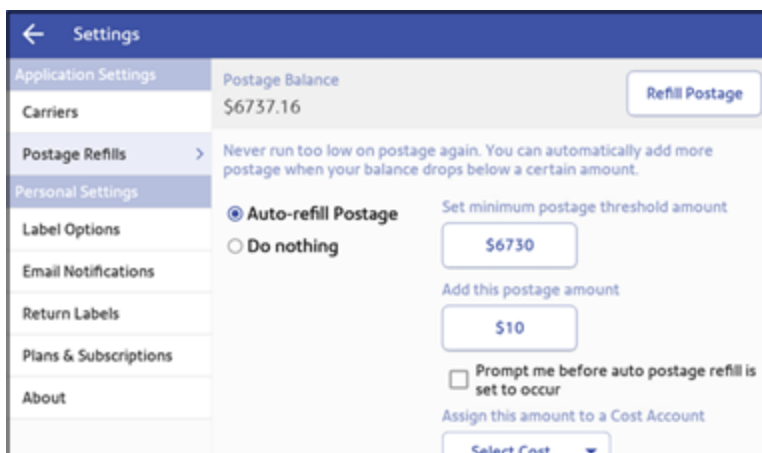 Settings
Application Settings
Carriers
Postage Refills
Personal Settings
Label Options
Email Notifications
Return Labels
Plans & Subscriptions
About
Postage Balance
$6737.16
Refill Postage
Never run too low on postage again. You can automatically add more
postage when your balance drops below a certain amount.
Auto-refill Postage
Do nothing
Set minimum postage threshold amount
$6730
Add this postage amount
$10
Prompt me before auto postage refill is
set to occur
Assign this amount to a Cost Account
Select Cost